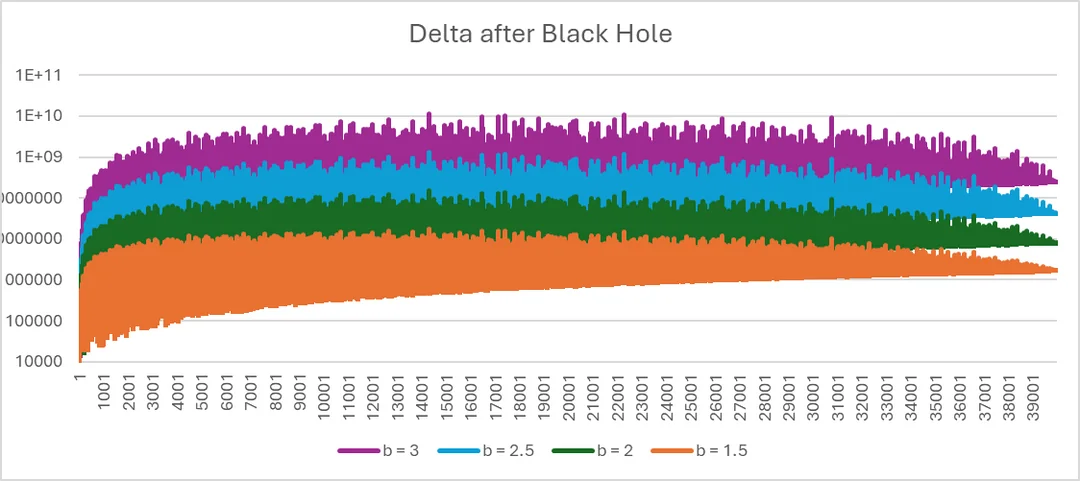 Delta after Black Hole
1E+11
1E+10
1E+09
0000000
0000000
000000
100000
10000
1 1001 2001 3001 4001 5001 6001 7001 8001 9001 10001 11001 12001 13001 14001 15001 16001 17001 18001 19001 20001 21001 22001 23001 24001 25001 26001 27001 28001 29001 30001 31001 32001 33001 34001 35001 36001 37001 38001 39001
b = 3 b = 2.5 b = 2 b = 1.5